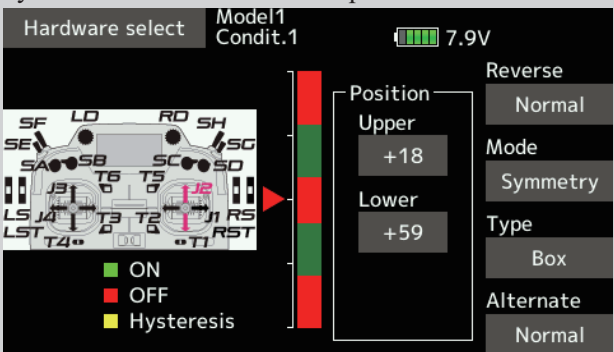 Hardware select
Model1
Condit.1
7.9V
SF LD RD SH
SE SG
SA SB SC SD
T6 T5
J3 J2
LS J4 T3 T2 J1 RS
LST T4 T1 RST
ON
OFF
Hysteresis
Position
Upper
+18
Lower
+59
Reverse
Normal
Mode
Symmetry
Type
Box
Alternate
Normal